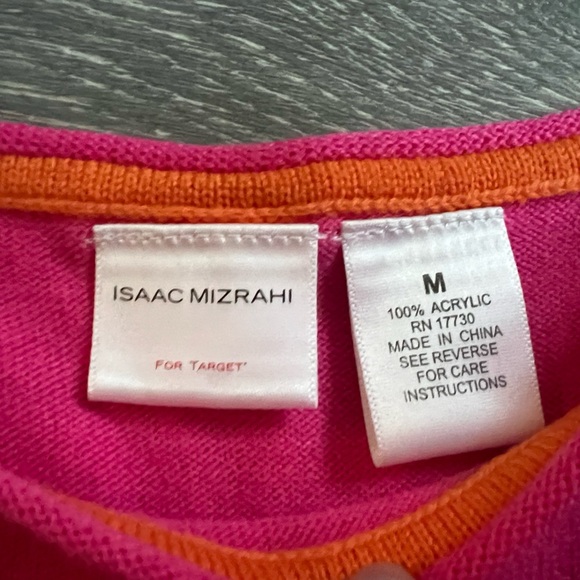 ISAAC MIZRAHI
FOR TARGET
M
100% ACRYLIC
RN 17730
MADE IN CHINA
SEE REVERSE
FOR CARE
INSTRUCTIONS